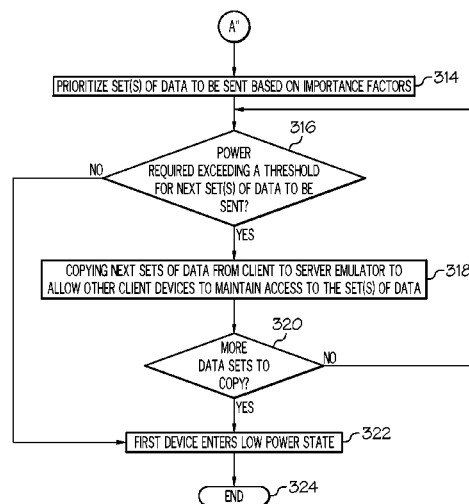 A"
PRIORITIZE SET(S) OF DATA TO BE SENT BASED ON IMPORTANCE FACTORS
314
316
POWER
REQUIRED EXCEEDING A THRESHOLD
FOR NEXT SET(S) OF DATA TO BE
SENT?
NO
YES
COPYING NEXT SETS OF DATA FROM CLIENT TO SERVER EMULATOR TO
ALLOW OTHER CLIENT DEVICES TO MAINTAIN ACCESS TO THE SET(S) OF DATA
318
320
MORE
DATA SETS TO
COPY?
NO
YES
FIRST DEVICE ENTERS LOW POWER STATE
322
END
324